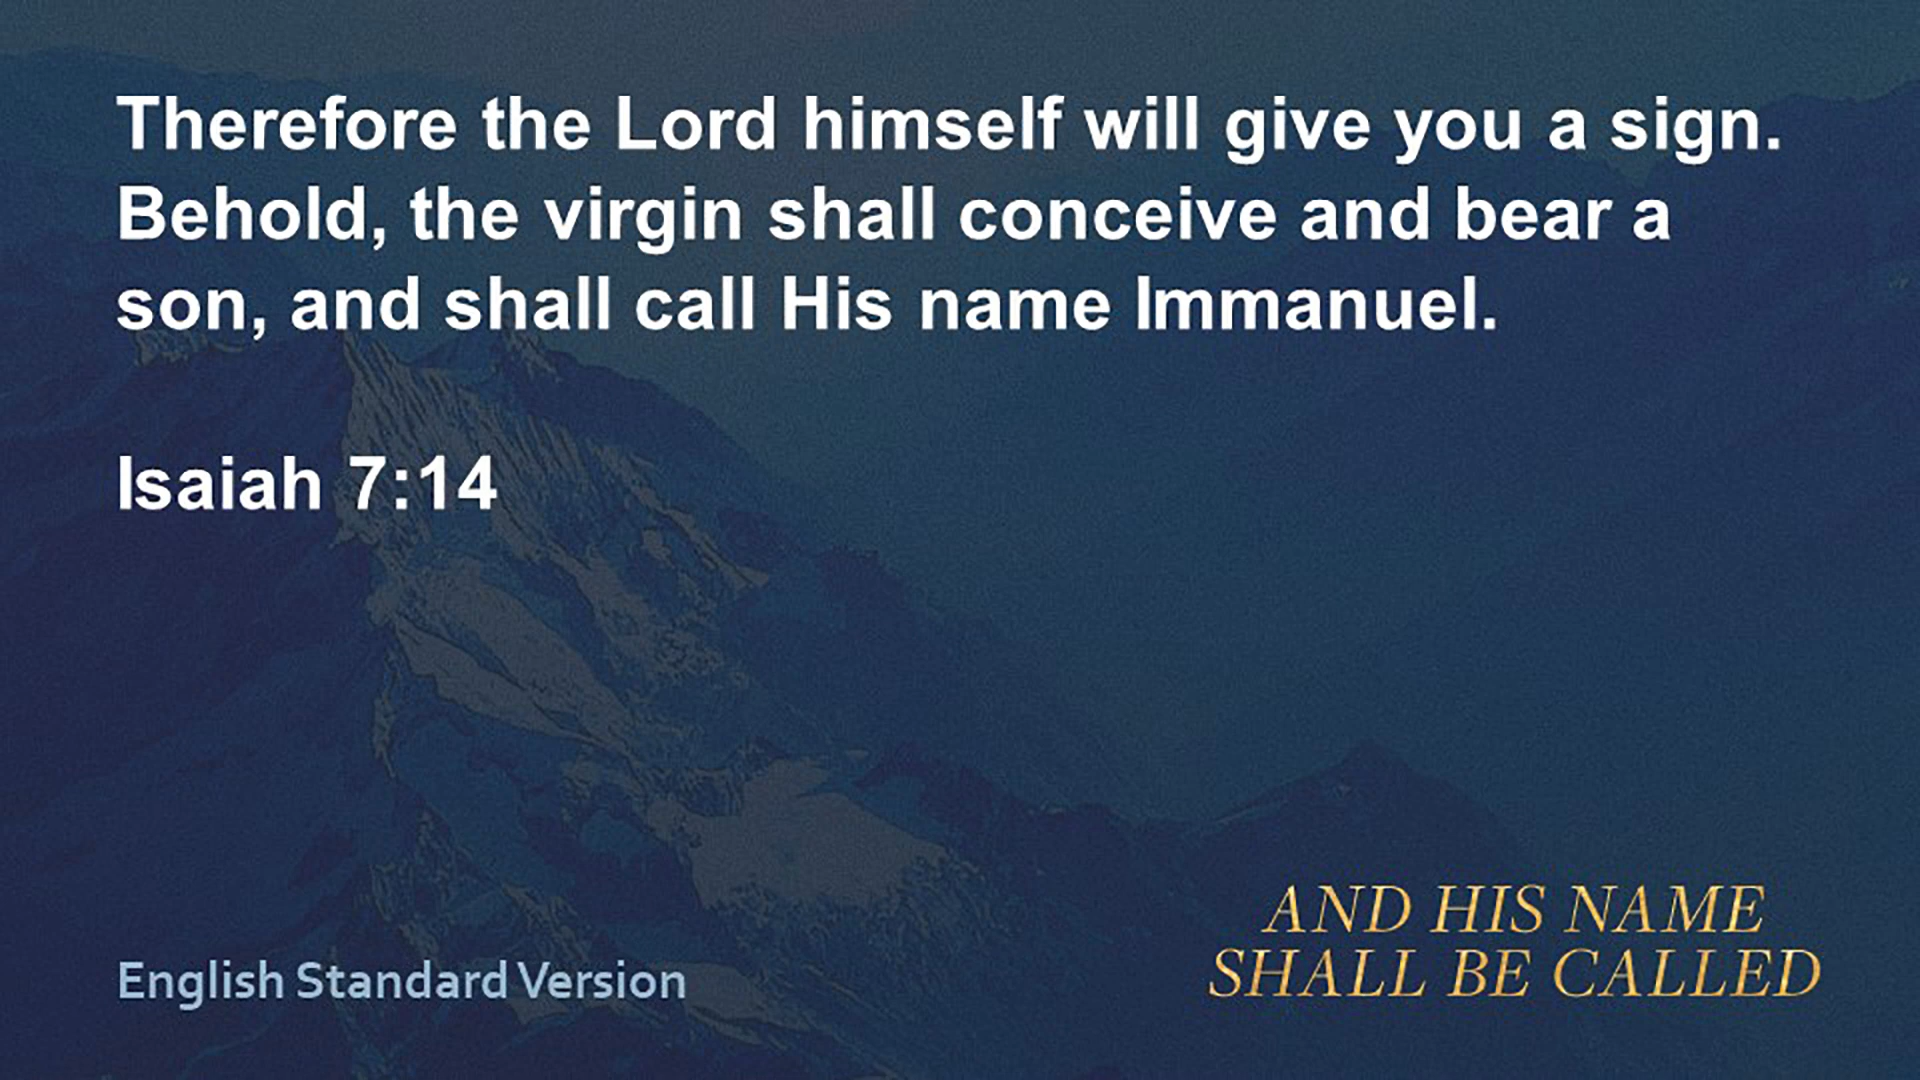 Therefore the Lord himself will give you a sign.
Behold, the virgin shall conceive and bear a
son, and shall call His name Immanuel.
Isaiah 7:14
English Standard Version
AND HIS NAME
SHALL BE CALLED